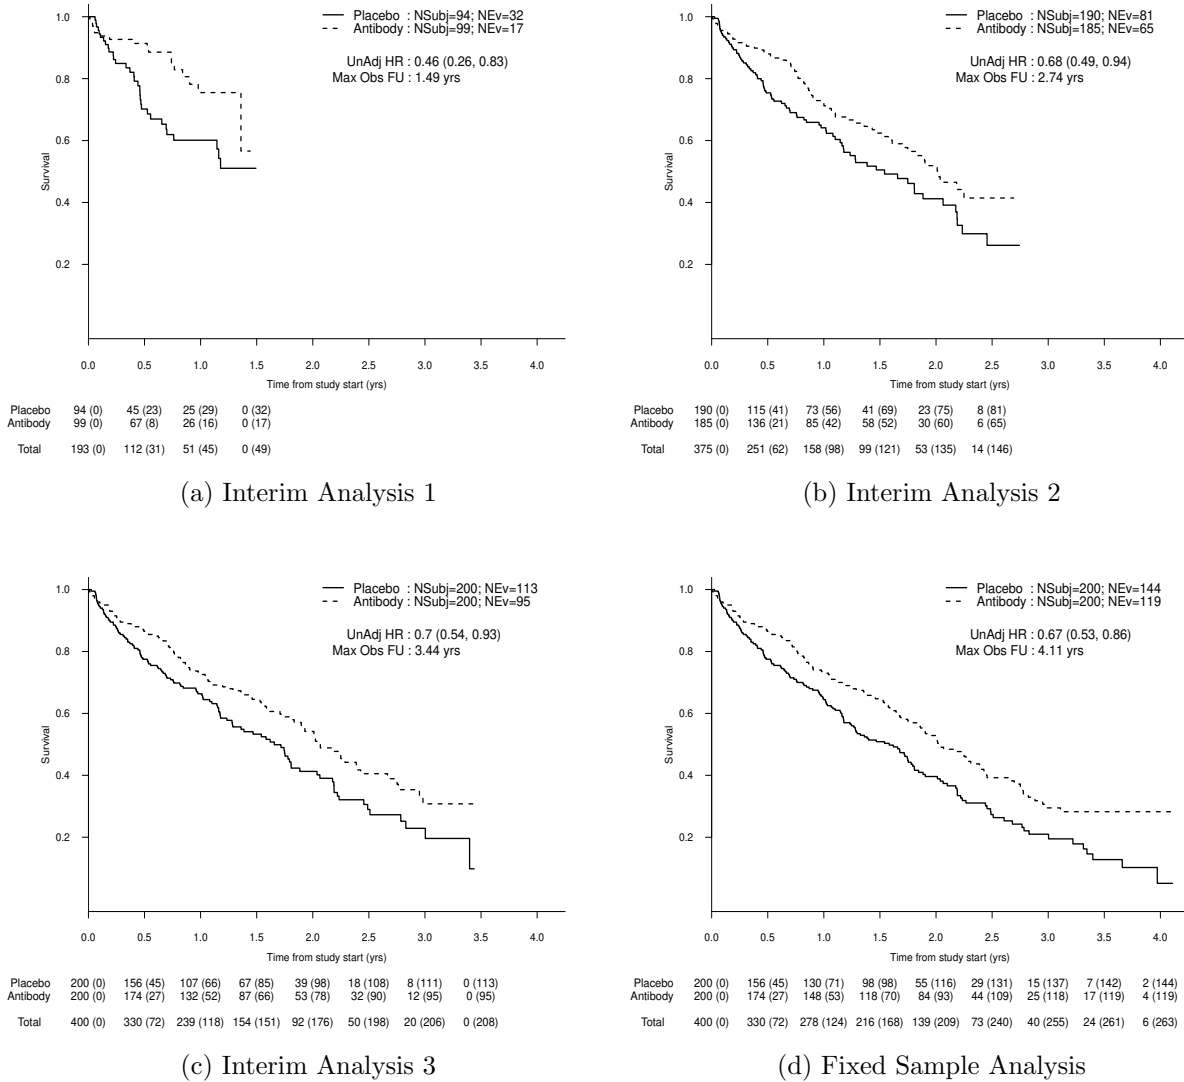 Placebo : NSubj=94; NEv=32
Antibody : NSubj=99; NEv=17
UnAdj HR : 0.46 (0.26, 0.83)
Max Obs FU : 1.49 yrs
1.0
0.8
0.6
0.4
0.2
Survival
0.0 0.5 1.0 1.5 2.0 2.5 3.0 3.5 4.0
Time from study start (yrs)
Placebo 94 (0) 45 (23) 25 (29) 0 (32)
Antibody 99 (0) 67 (8) 26 (16) 0 (17)
Total 193 (0) 112 (31) 51 (45) 0 (49)
(a) Interim Analysis 1
Placebo : NSubj=190; NEv=81
Antibody : NSubj=185; NEv=65
UnAdj HR : 0.68 (0.49, 0.94)
Max Obs FU : 2.74 yrs
1.0
0.8
0.6
0.4
0.2
Survival
0.0 0.5 1.0 1.5 2.0 2.5 3.0 3.5 4.0
Time from study start (yrs)
Placebo 190 (0) 115 (41) 73 (56) 41 (69) 23 (75) 8 (81)
Antibody 185 (0) 136 (21) 85 (42) 58 (52) 30 (60) 6 (65)
Total 375 (0) 251 (62) 158 (98) 99 (121) 53 (135) 14 (146)
(b) Interim Analysis 2
Placebo : NSubj=200; NEv=113
Antibody : NSubj=200; NEv=95
UnAdj HR : 0.7 (0.54, 0.93)
Max Obs FU : 3.44 yrs
1.0
0.8
0.6
0.4
0.2
Survival
0.0 0.5 1.0 1.5 2.0 2.5 3.0 3.5 4.0
Time from study start (yrs)
Placebo 200 (0) 156 (45) 107 (66) 67 (85) 39 (98) 18 (108) 8 (111) 0 (113)
Antibody 200 (0) 174 (27) 132 (52) 87 (66) 53 (78) 32 (90) 12 (95) 0 (95)
Total 400 (0) 330 (72) 239 (118) 154 (151) 92 (176) 50 (198) 20 (206) 0 (208)
(c) Interim Analysis 3
Placebo : NSubj=200; NEv=144
Antibody : NSubj=200; NEv=119
UnAdj HR : 0.67 (0.53, 0.86)
Max Obs FU : 4.11 yrs
1.0
0.8
0.6
0.4
0.2
Survival
0.0 0.5 1.0 1.5 2.0 2.5 3.0 3.5 4.0
Time from study start (yrs)
Placebo 200 (0) 156 (45) 130 (71) 98 (98) 55 (116) 29 (131) 15 (137) 7 (142) 2 (144)
Antibody 200 (0) 174 (27) 148 (53) 118 (70) 84 (93) 44 (109) 25 (118) 17 (119) 4 (119)
Total 400 (0) 330 (72) 278 (124) 216 (168) 139 (209) 73 (240) 40 (255) 24 (261) 6 (263)
(d) Fixed Sample Analysis